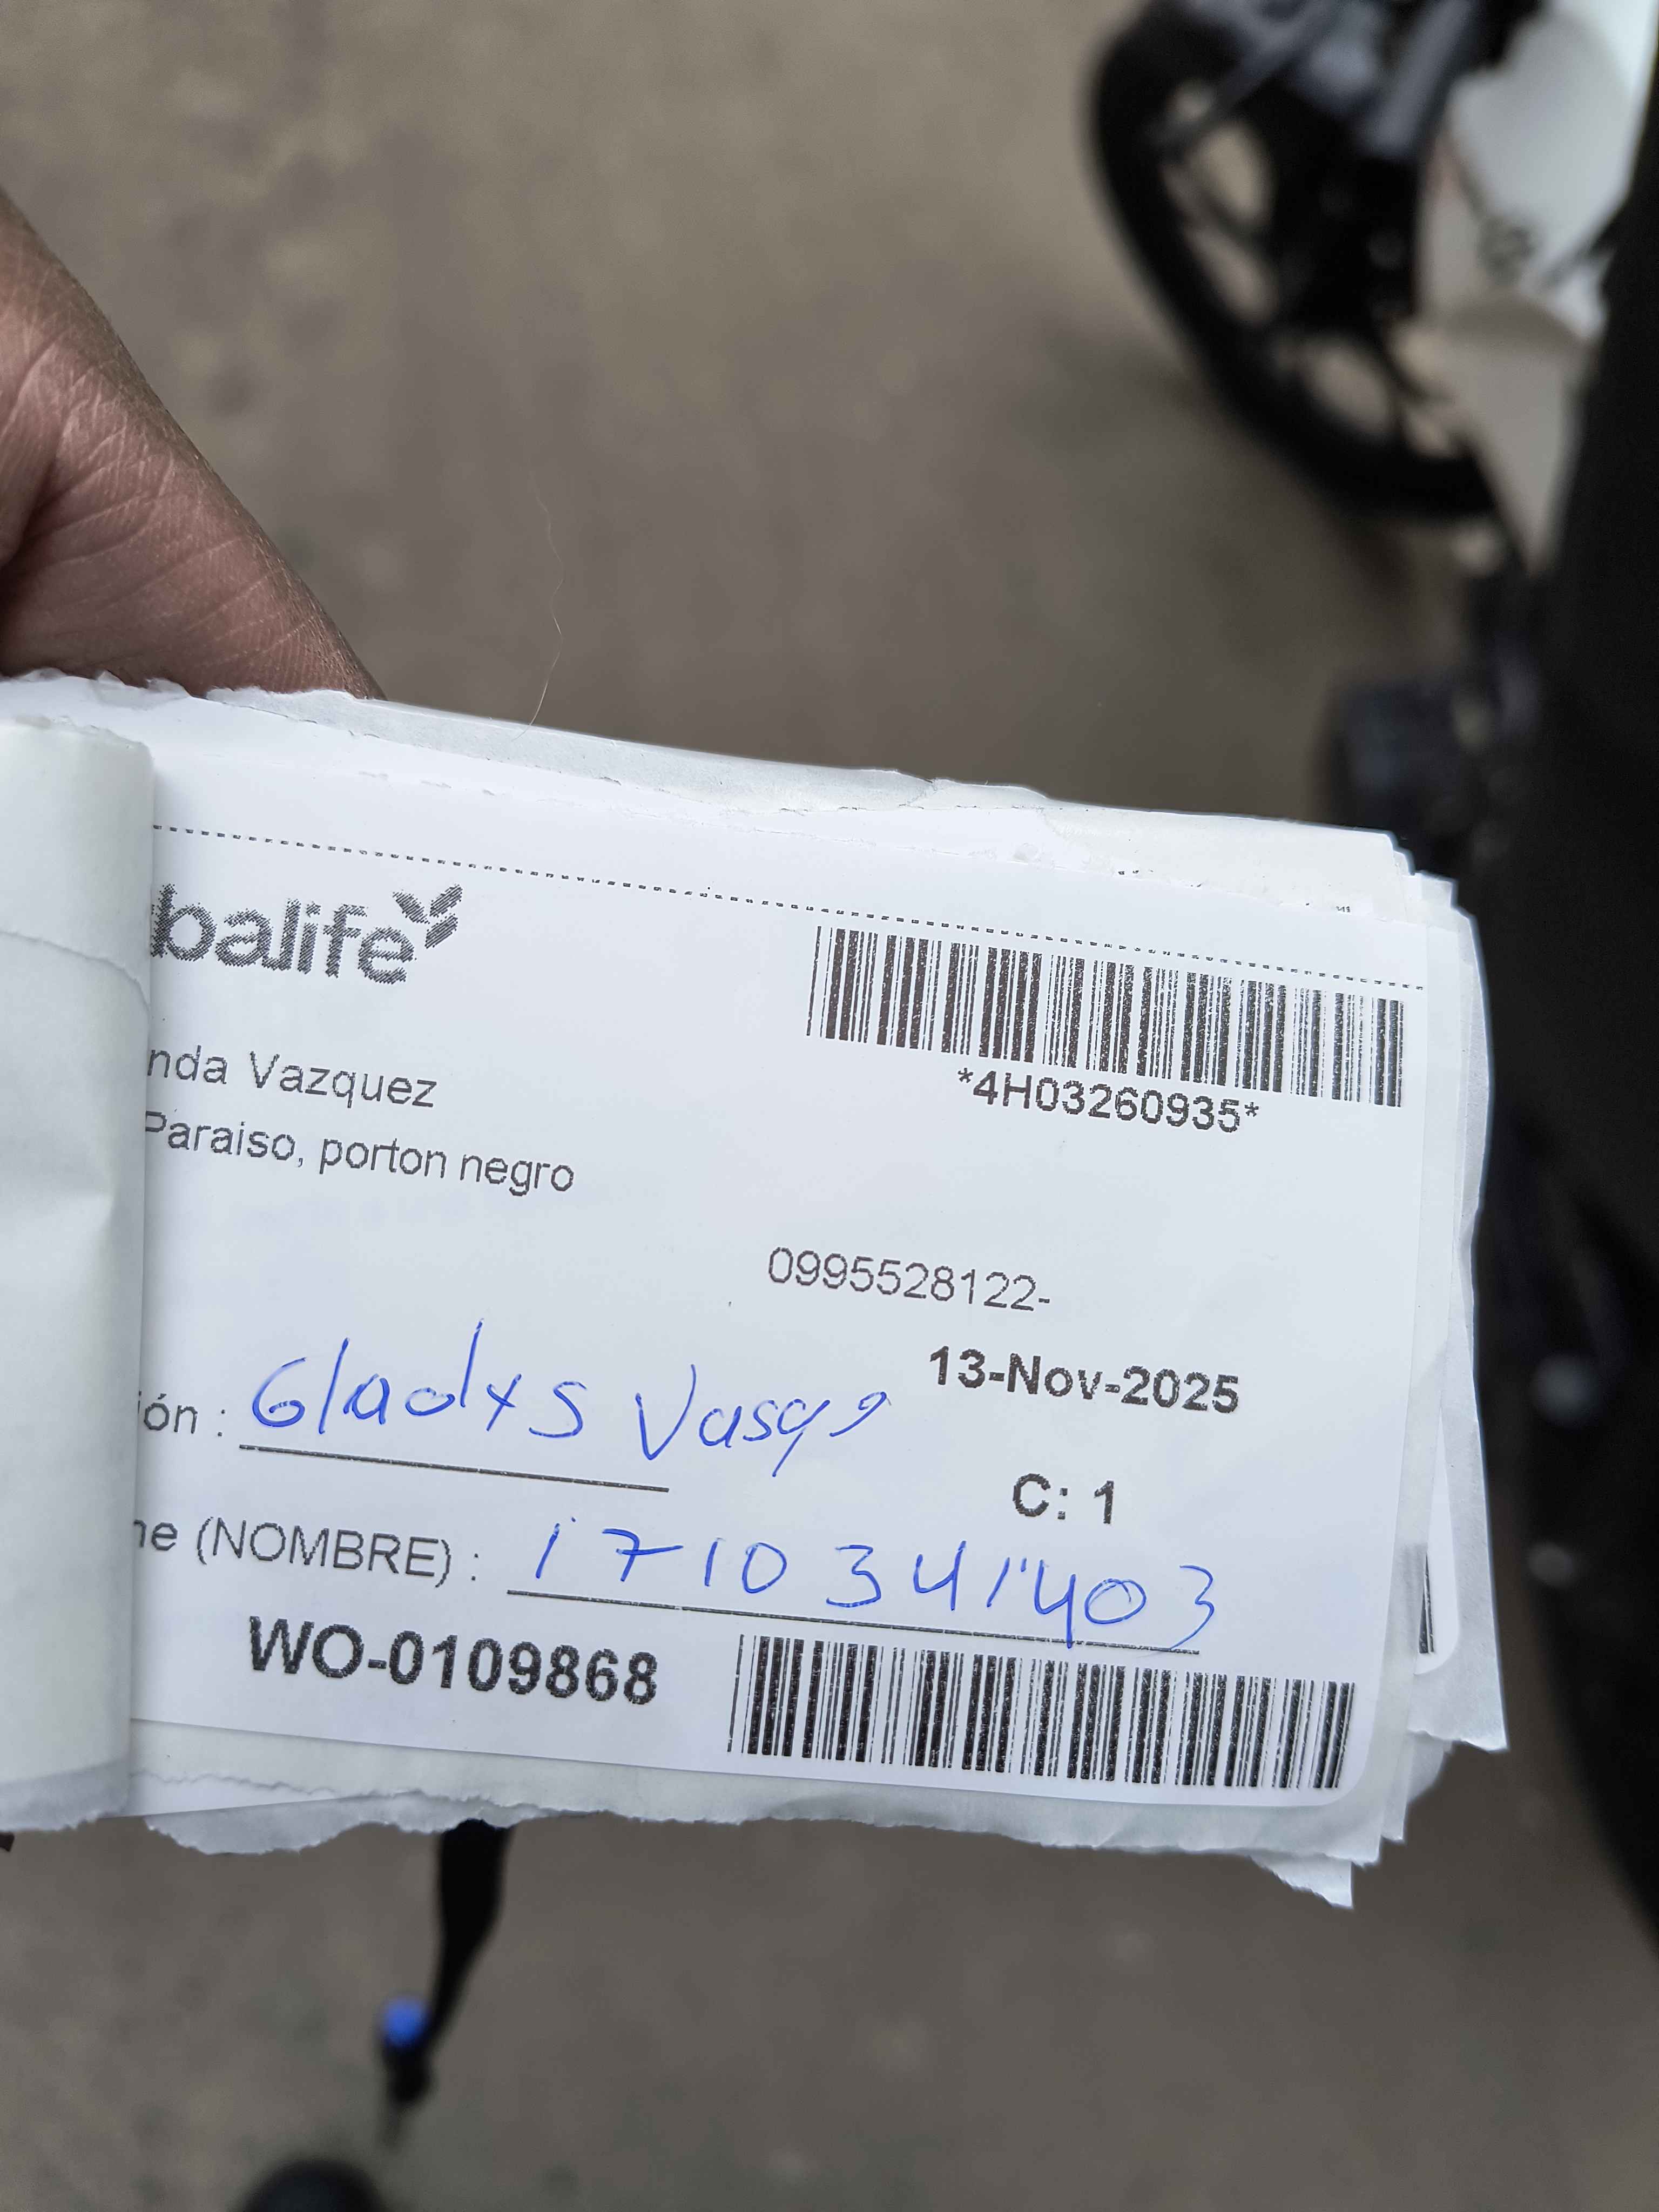 balife
*4H03260935*
nda Vazquez
Paraiso, porton negro
0995528122-
13-Nov-2025
ión : Gladys Vasq
C: 1
ne (NOMBRE) : 1710341403
WO-0109868